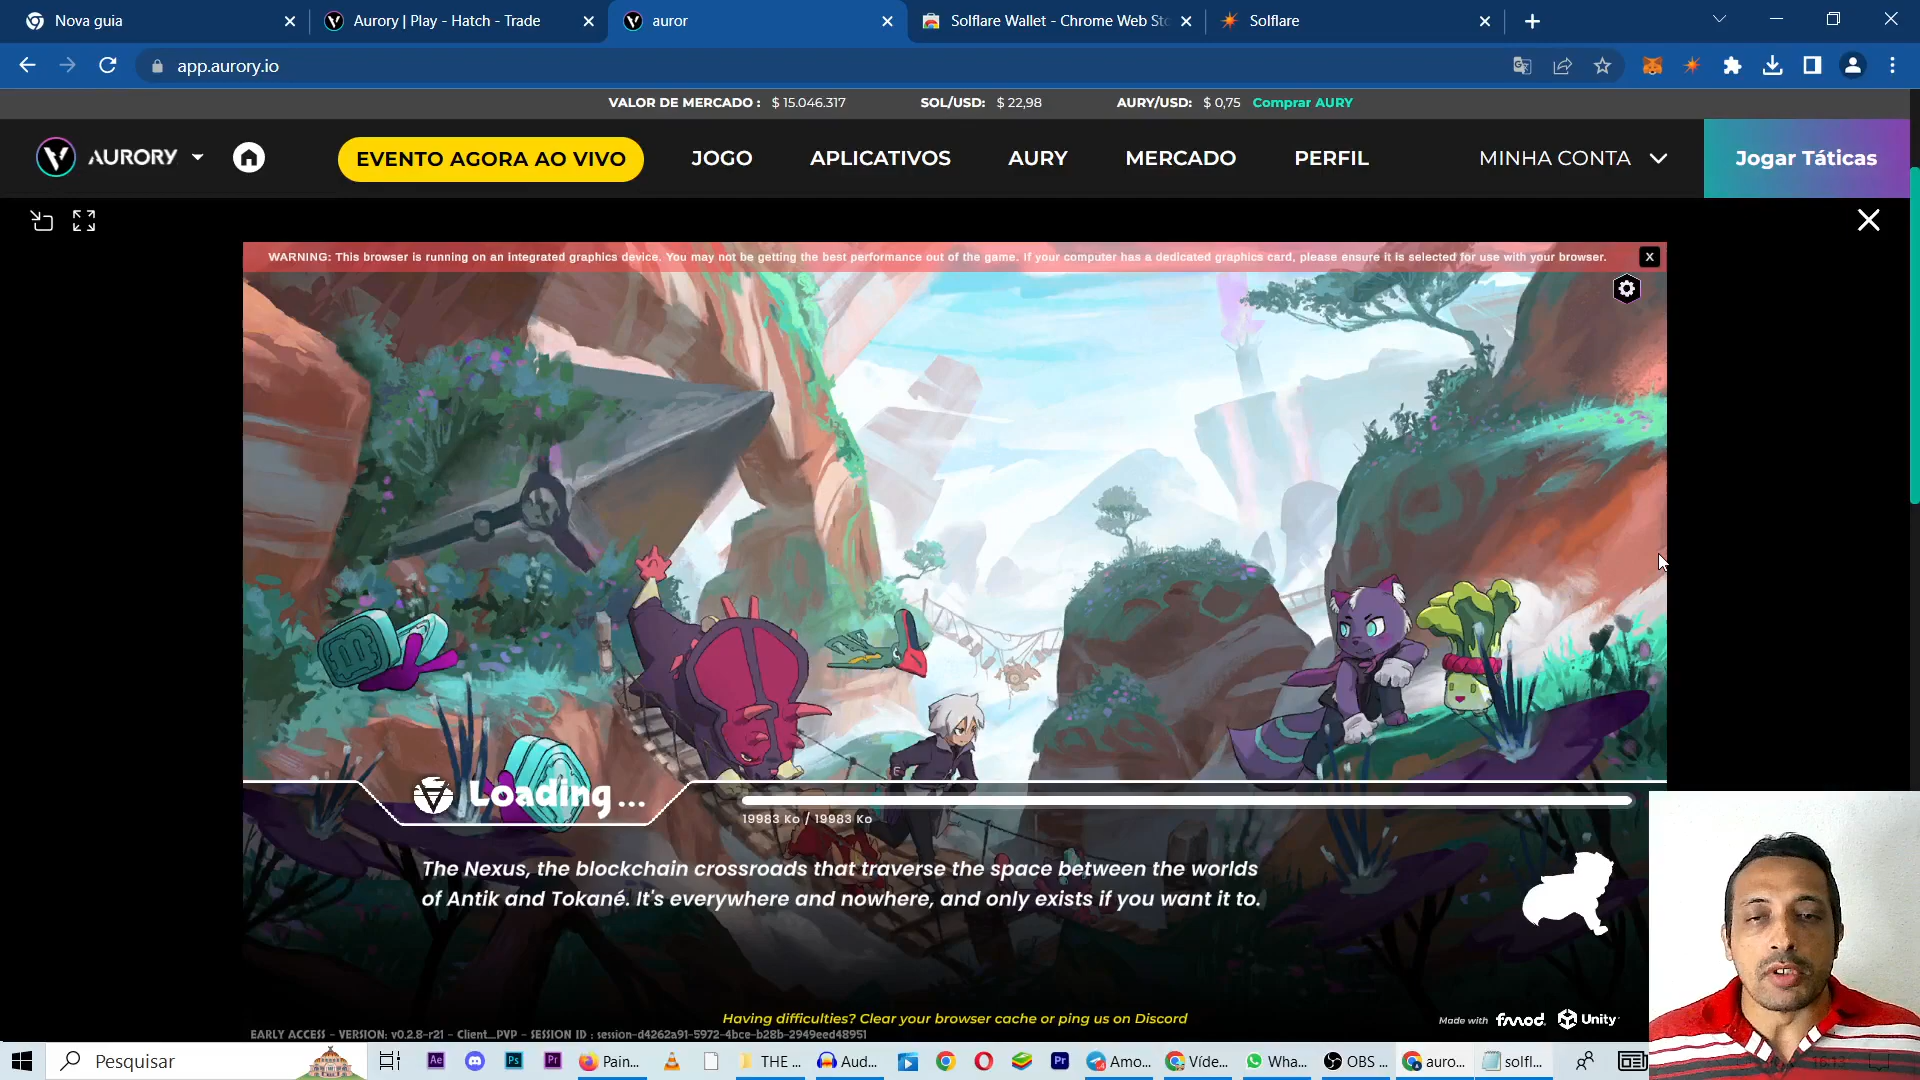 Nova guia
Aurory | Play - Hatch - Trade
auror
Solflare Wallet - Chrome Web Sto
Solflare
app.aurory.io
VALOR DE MERCADO : $ 15.046.317 SOL/USD: $ 22,98 AURY/USD: $ 0,75 Comprar AURY
AURORY
EVENTO AGORA AO VIVO
JOGO
APLICATIVOS
AURY
MERCADO
PERFIL
MINHA CONTA
Jogar Táticas
WARNING: This browser is running on an integrated graphics device. You may not be getting the best performance out of the game. If your computer has a dedicated graphics card, please ensure it is selected for use with your browser.
X
Loading ...
19983 Ko / 19983 Ko
The Nexus, the blockchain crossroads that traverse the space between the worlds
of Antik and Tokané. It's everywhere and nowhere, and only exists if you want it to.
Having difficulties? Clear your browser cache or ping us on Discord
Made with fmod Unity
EARLY ACCESS - VERSION: v0.2.8-r21 - Client_PVP - SESSION ID : session-d4262a91-5972-4bce-b28b-2949eed48951
Pesquisar
Ae
Ps
Pr
Pain...
THE ...
Aud...
Pr
Amo...
Víde...
Wha...
OBS ...
auro...
solfl...